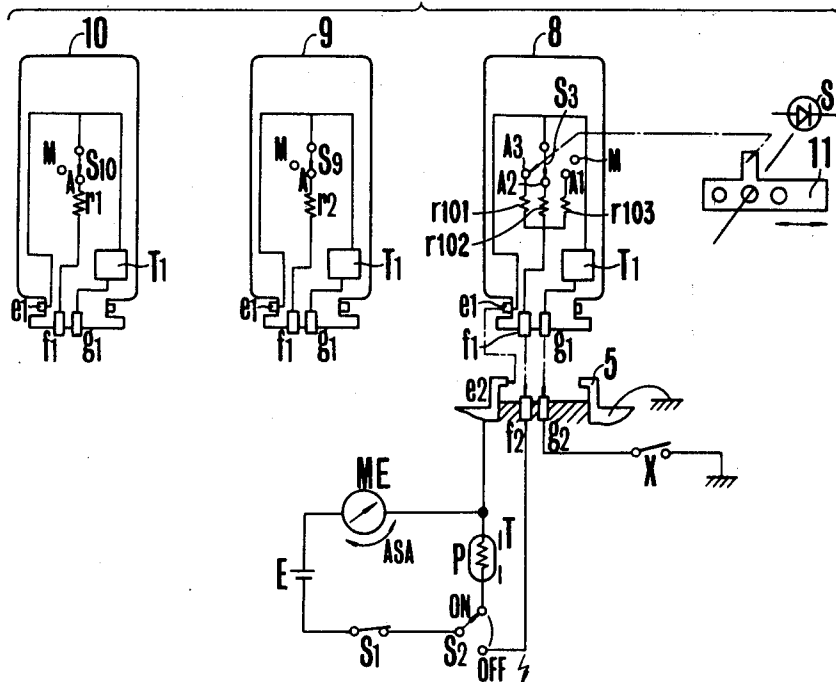 10
9
8
S
11
M
A
S10
r1
T1
e1
f1
g1
M
A
S9
r2
T1
e1
f1
g1
S3
A3
M
A2
A1
r101
r102
r103
T1
e1
f1
g1
e2
5
f2
g2
X
ME
ASA
P
T
E
ON
S1
S2
OFF